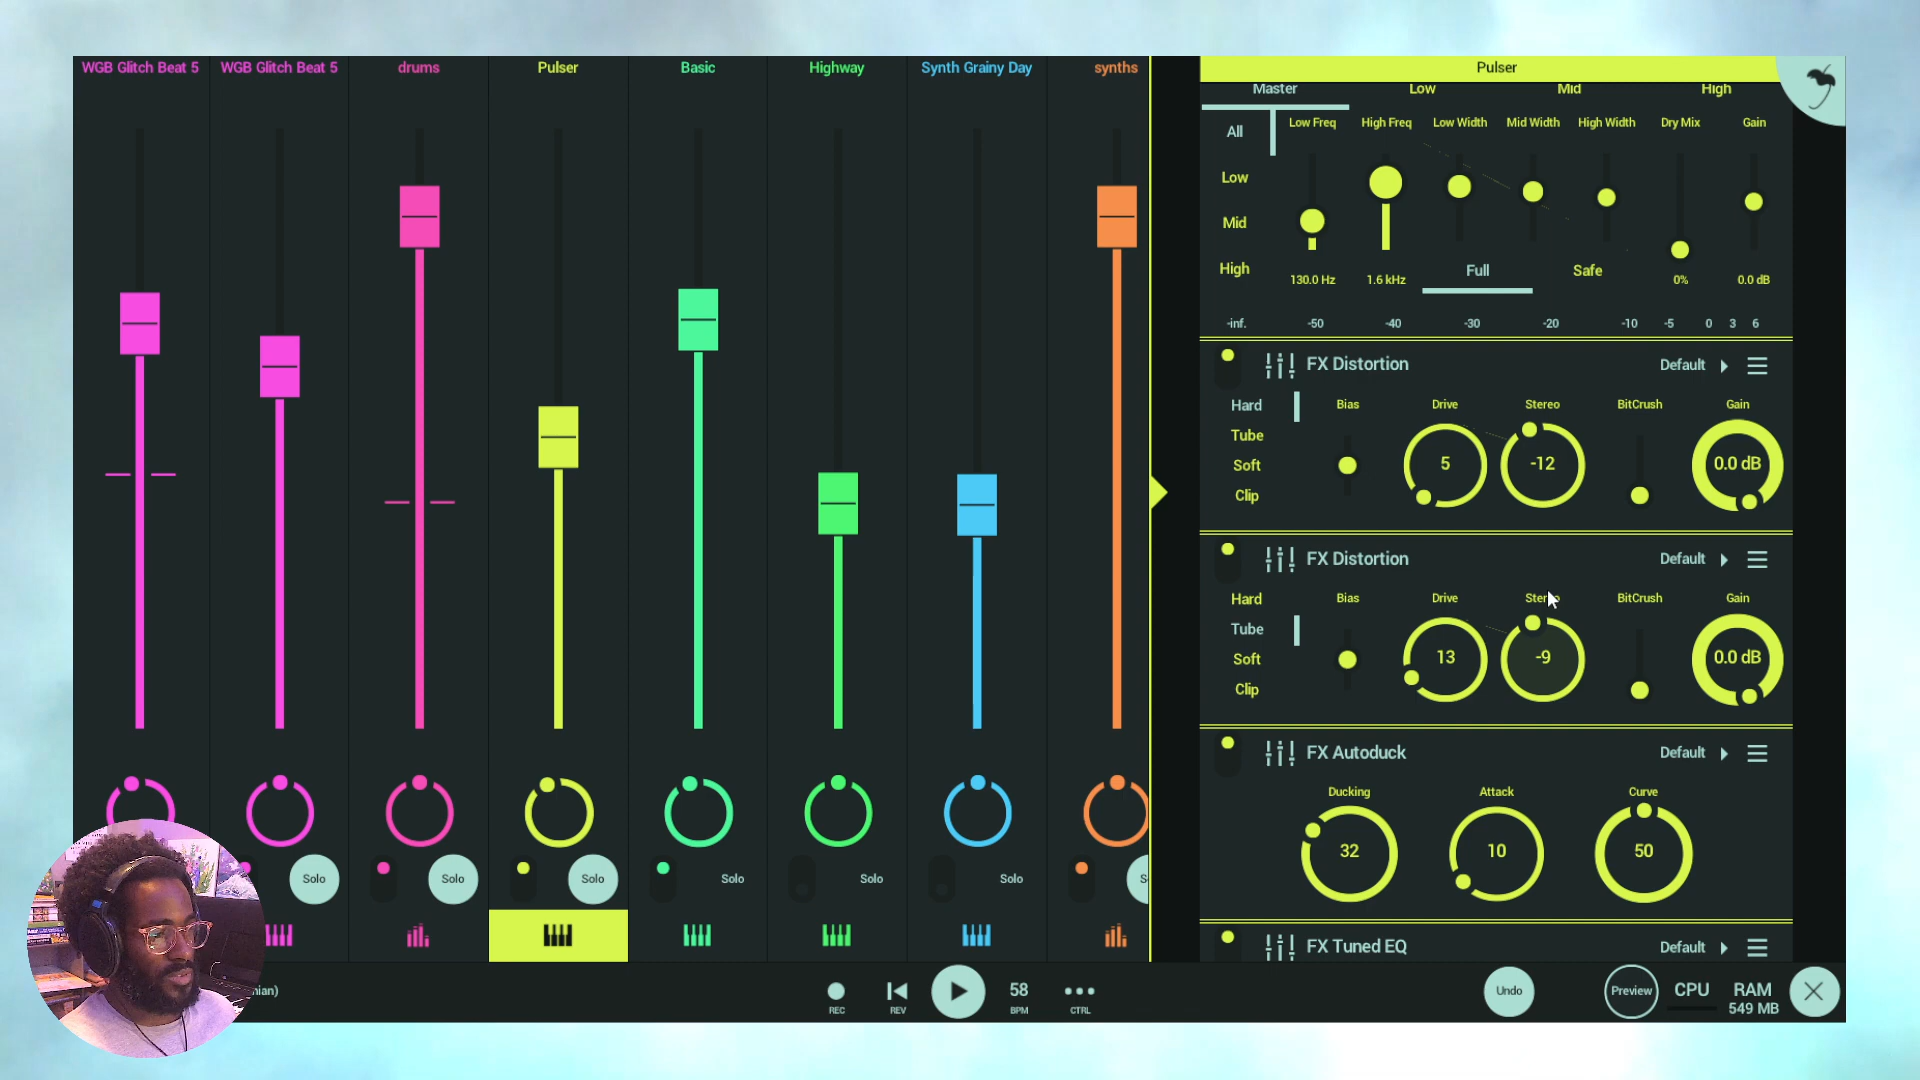 WGB Glitch Beat 5
WGB Glitch Beat 5
drums
Pulser
Basic
Highway
Synth Grainy Day
synths
Pulser
Master
Low
Mid
High
All
Low
Mid
High
Low Freq
High Freq
Low Width
Mid Width
High Width
Dry Mix
Gain
130.0 Hz
1.6 kHz
Full
Safe
0%
0.0 dB
-inf.
-50
-40
-30
-20
-10
-5
0
3
6
FX Distortion
Default
Hard
Tube
Soft
Clip
Bias
Drive
Stereo
BitCrush
Gain
5
-12
0.0 dB
FX Distortion
Default
Hard
Tube
Soft
Clip
Bias
Drive
Stereo
BitCrush
Gain
13
-9
0.0 dB
FX Autoduck
Default
Ducking
Attack
Curve
32
10
50
FX Tuned EQ
Default
Solo
Solo
Solo
Solo
Solo
Solo
S
nian)
REC
REV
58
BPM
CTRL
Undo
Preview
CPU
RAM
549 MB